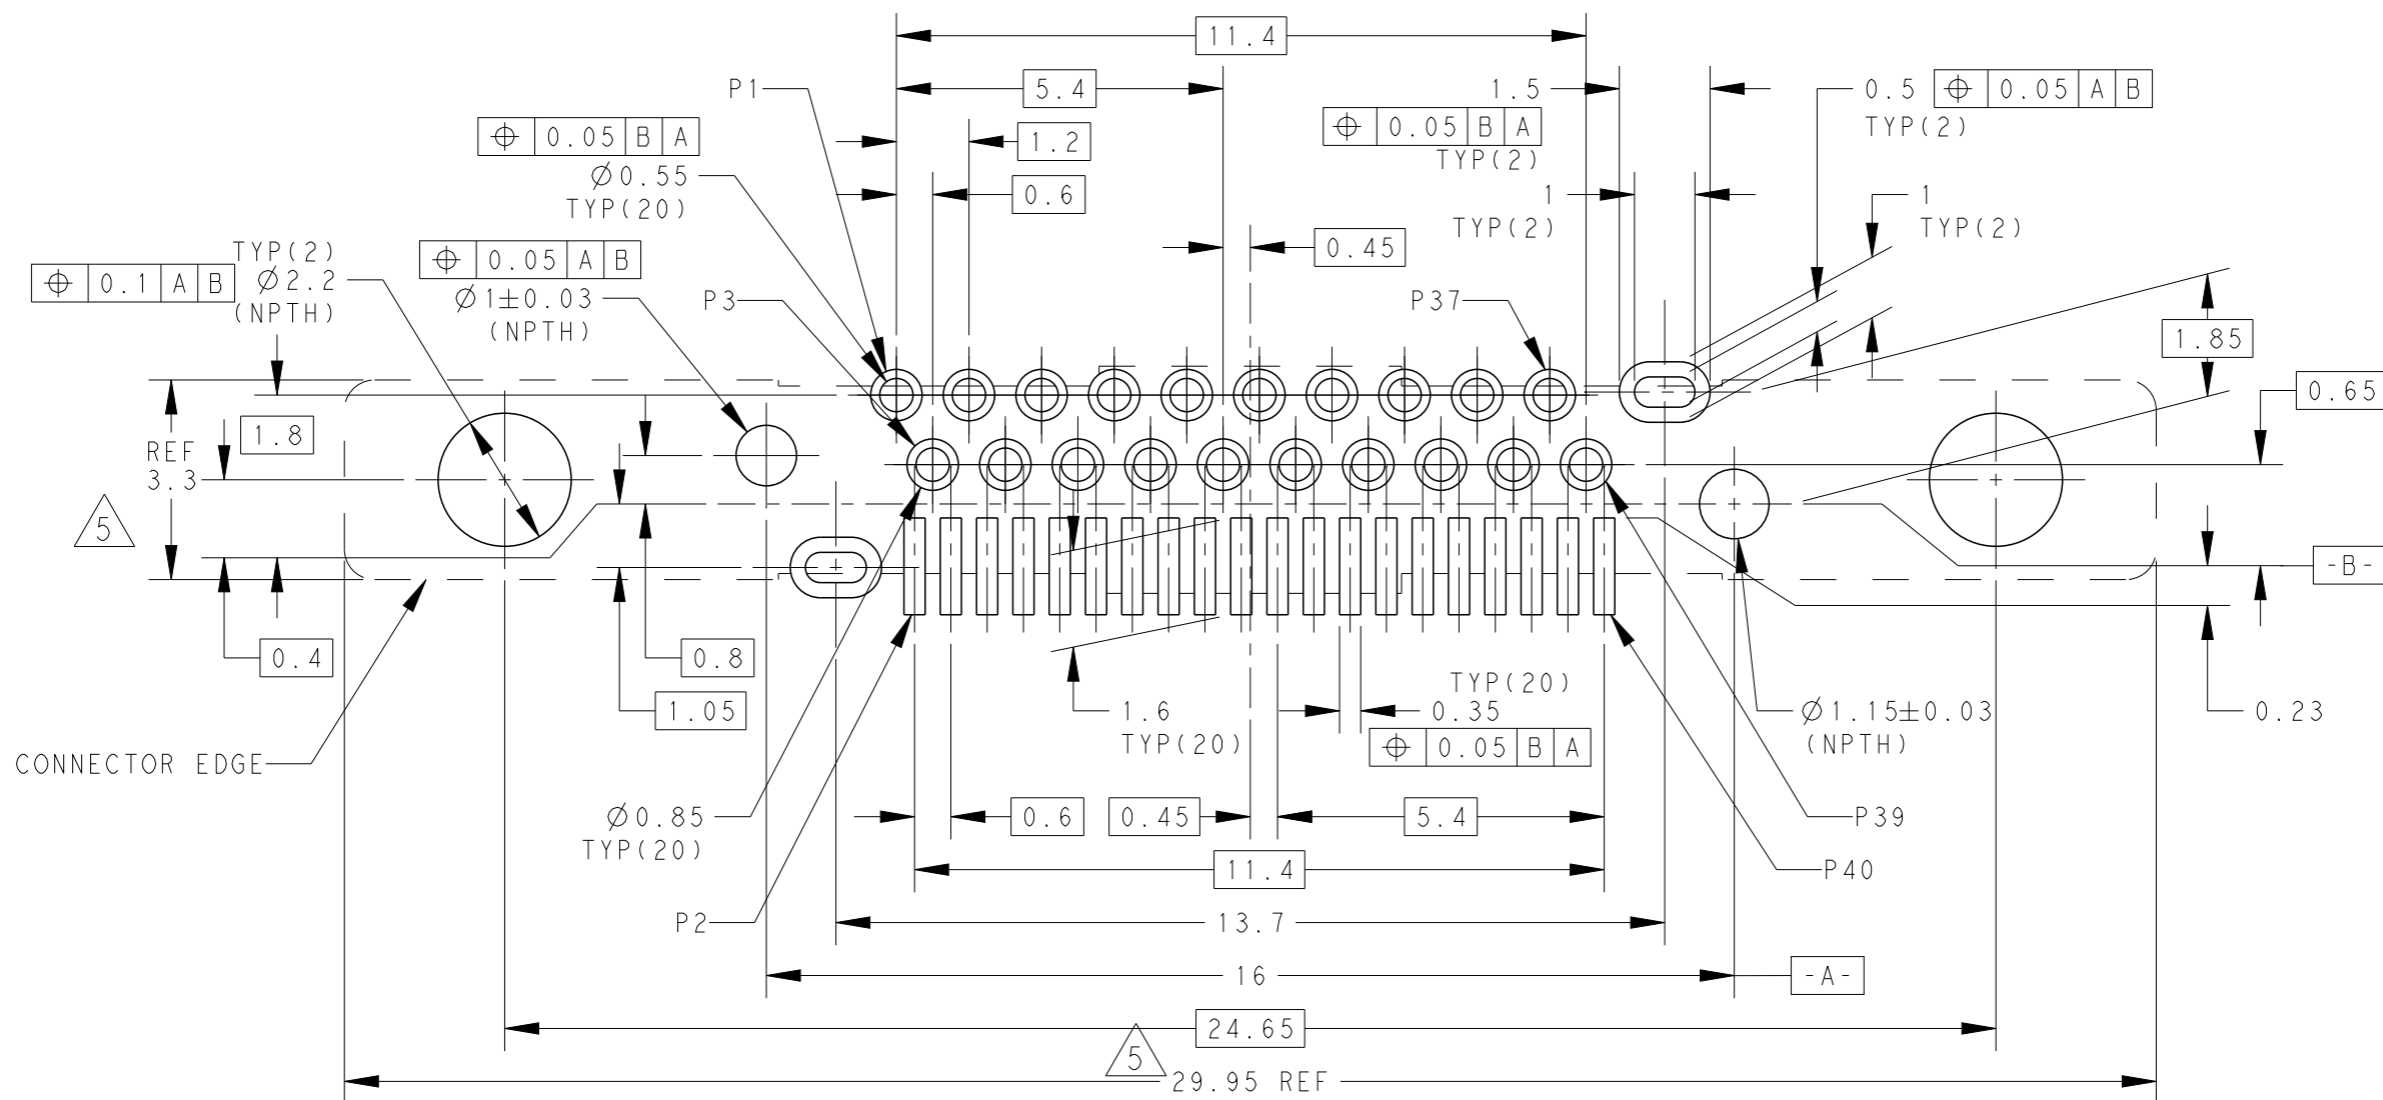 11.4
5.4
P1
1.5
0.5 ⌖ 0.05 A B
TYP(2)
⌖ 0.05 B A
TYP(2)
⌖ 0.05 B A
Ø0.55
TYP(20)
1.2
0.6
1
TYP(2)
1
TYP(2)
TYP(2)
⌖ 0.1 A B Ø2.2
(NPTH)
⌖ 0.05 A B
Ø1±0.03
(NPTH)
0.45
P3
P37
1.85
0.65
1.8
REF
3.3
5
-B-
0.4
0.8
1.05
1.6
TYP(20)
TYP(20)
0.35
⌖ 0.05 B A
Ø1.15±0.03
(NPTH)
0.23
CONNECTOR EDGE
Ø0.85
TYP(20)
0.6
0.45
5.4
P39
11.4
P40
P2
13.7
16
-A-
24.65
5
29.95 REF